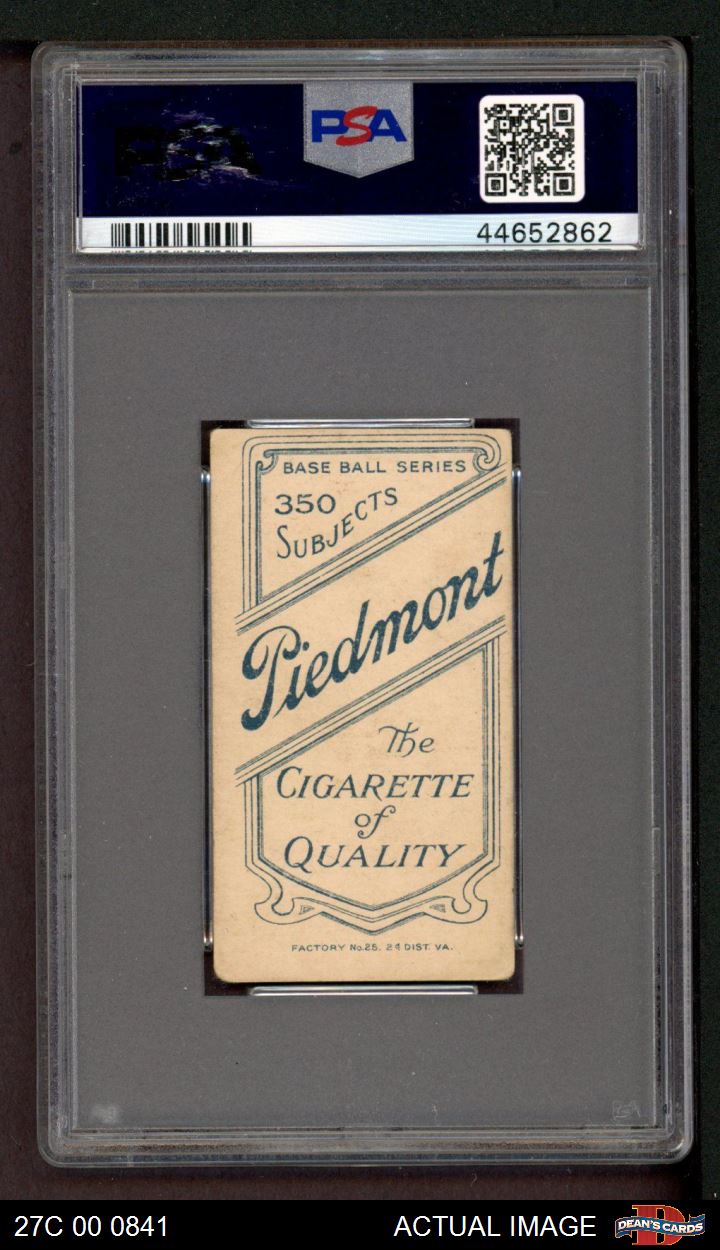 PSA
44652862
BASE BALL SERIES
350
SUBJECTS
Piedmont
The
CIGARETTE
of
QUALITY
FACTORY No. 25. 2d DIST. VA.
27C 00 0841
ACTUAL IMAGE
D
DEAN'S CARDS